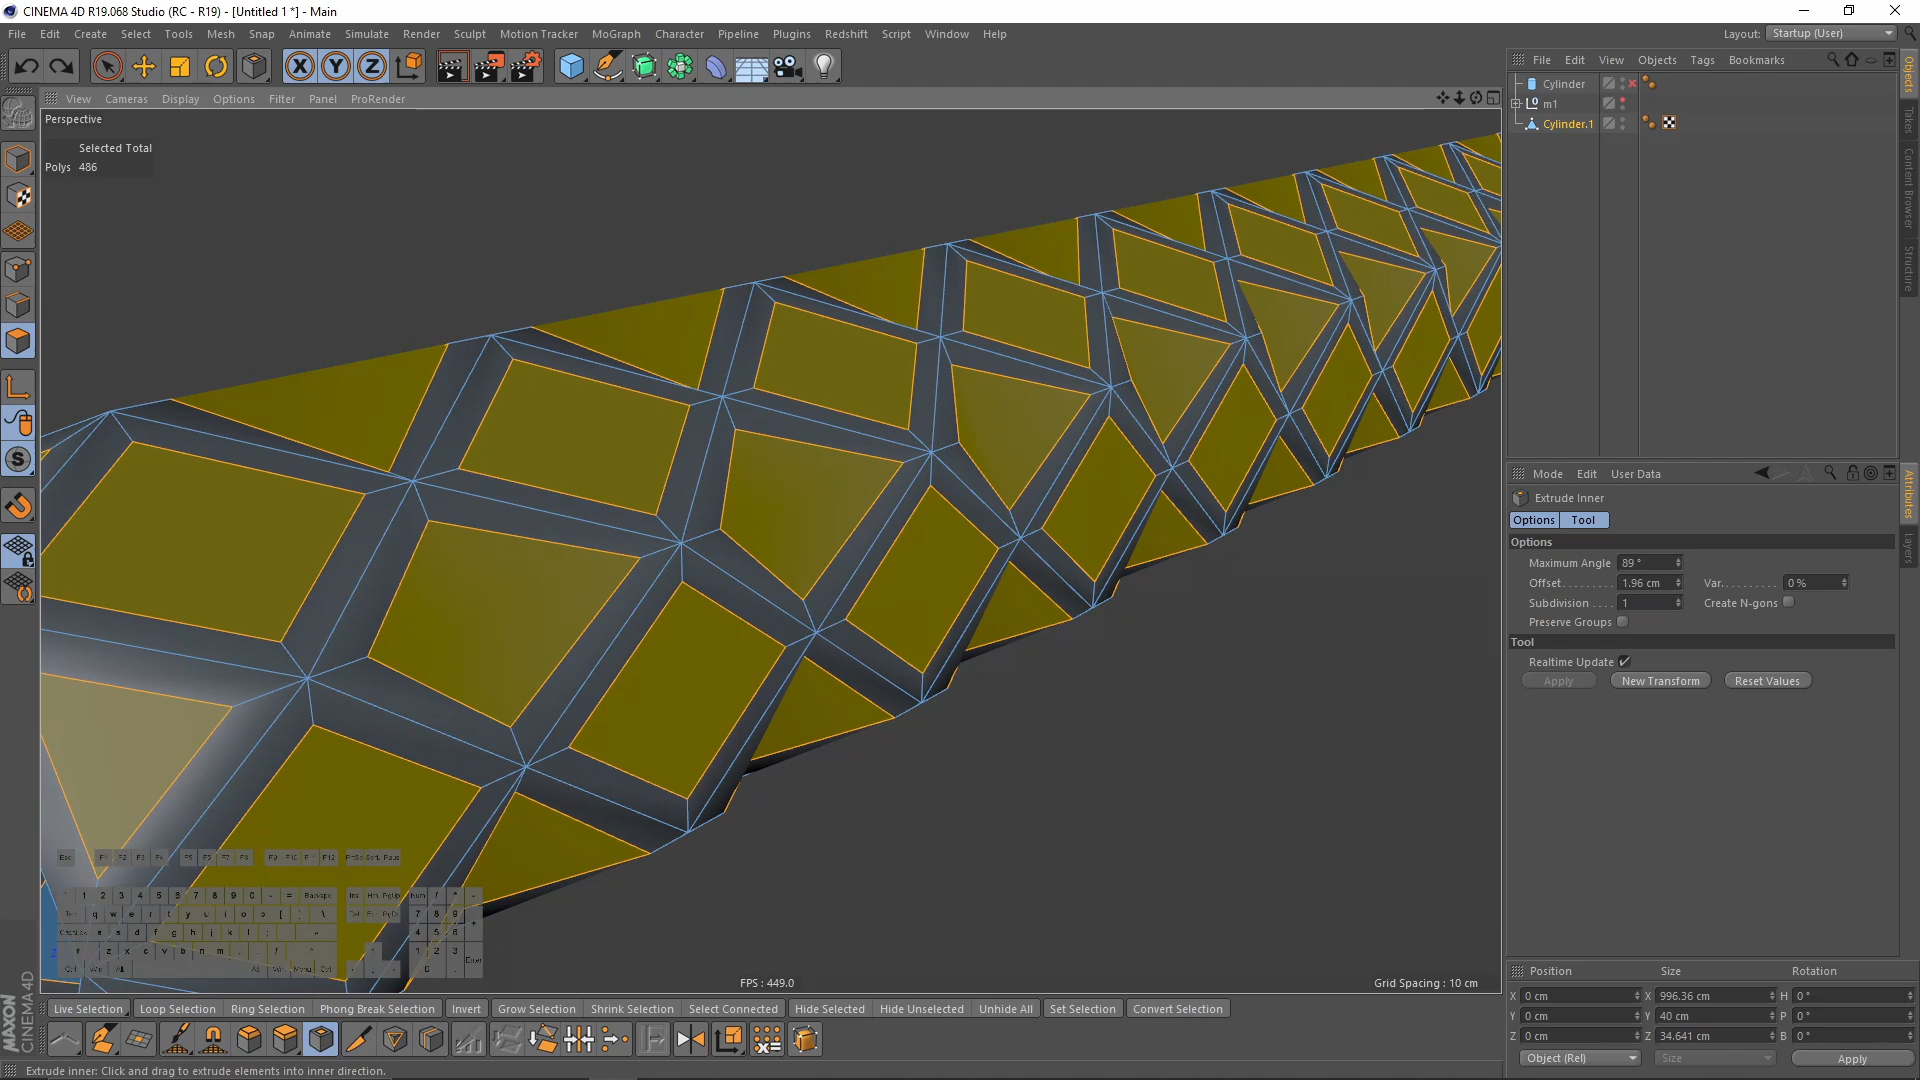 CINEMA 4D R19.068 Studio (RC - R19) - [Untitled 1 *] - Main
File Edit Create Select Tools Mesh Snap Animate Simulate Render Sculpt Motion Tracker MoGraph Character Pipeline Plugins Redshift Script Window Help
Layout: Startup (User)
X Y Z
File Edit View Objects Tags Bookmarks
Objects
Takes
Content Browser
Structure
Cylinder
m1
Cylinder.1
View Cameras Display Options Filter Panel ProRender
Perspective
Selected Total
Polys 486
Mode Edit User Data
Attributes
Layers
Extrude Inner
Options Tool
Options
Maximum Angle 89 °
Offset . . . . . . . 1.96 cm Var. . . . . . . . . 0 %
Subdivision . . . . 1 Create N-gons
Preserve Groups
Tool
Realtime Update
Apply New Transform Reset Values
FPS : 449.0
Grid Spacing : 10 cm
Live Selection Loop Selection Ring Selection Phong Break Selection Invert Grow Selection Shrink Selection Select Connected Hide Selected Hide Unselected Unhide All Set Selection Convert Selection
Position Size Rotation
X 0 cm X 996.36 cm H 0 °
Y 0 cm Y 40 cm P 0 °
Z 0 cm Z 34.641 cm B 0 °
Object (Rel) Size Apply
MAXON
CINEMA 4D
Extrude inner: Click and drag to extrude elements into inner direction.